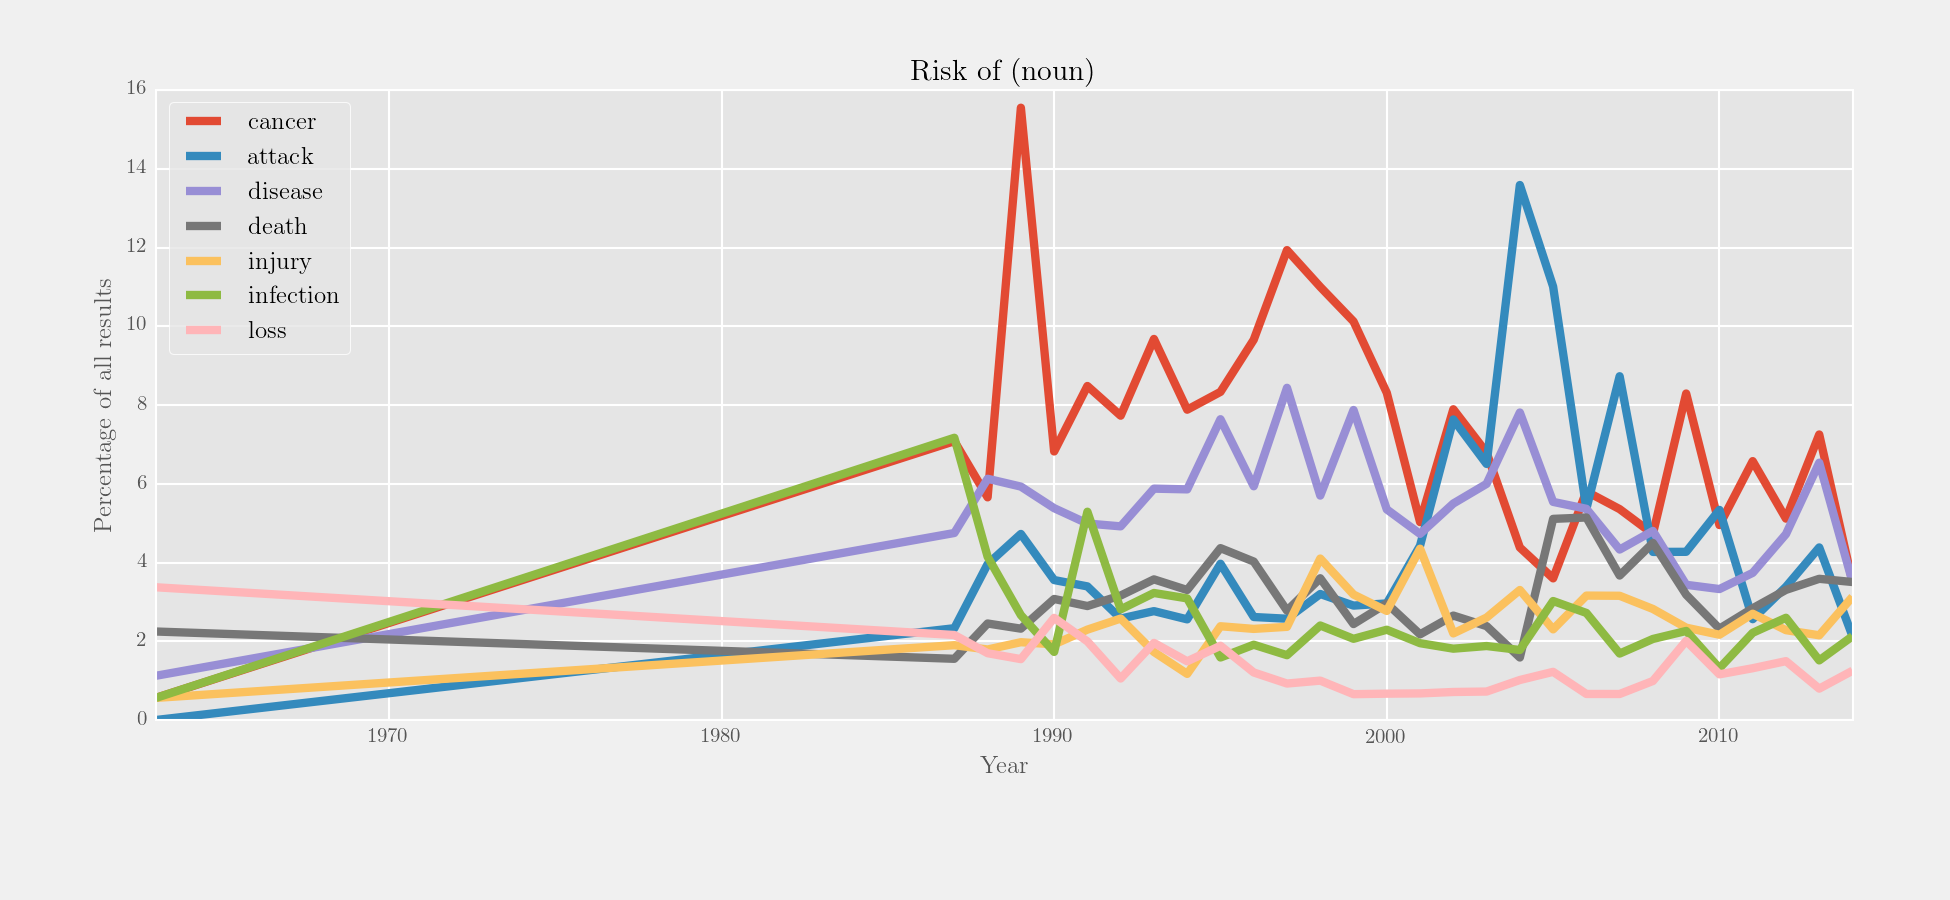 Risk of (noun)
16
14
12
10
8
6
4
2
0
cancer
attack
disease
death
injury
infection
loss
Percentage of all results
1970 1980 1990 2000 2010
Year